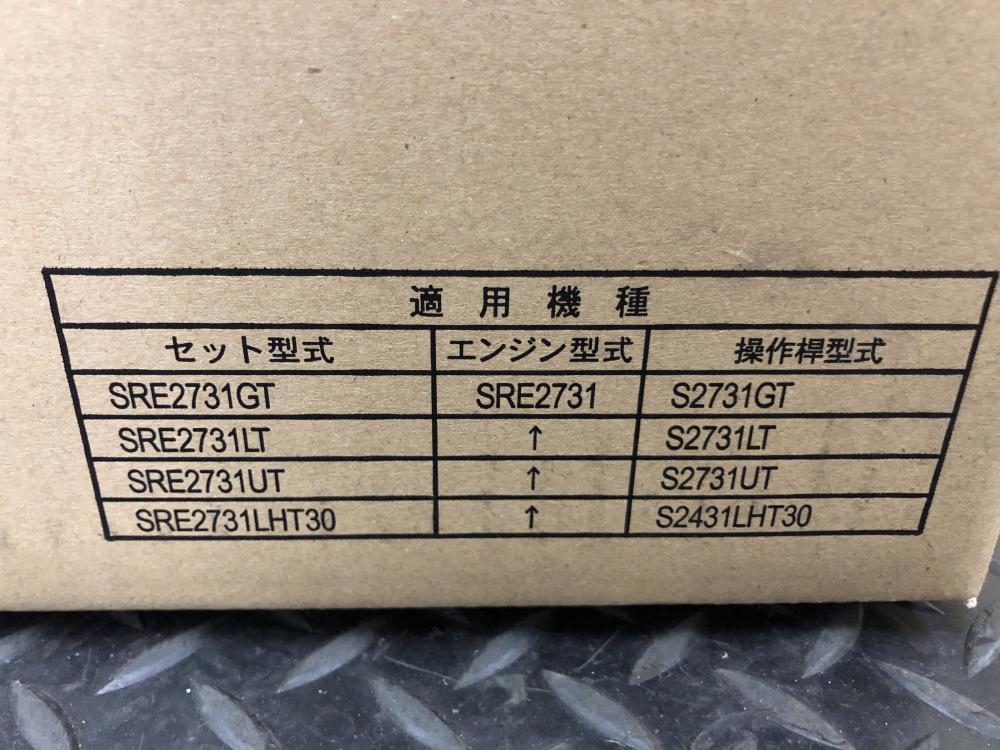 適用機種
セット型式 エンジン型式 操作桿型式
SRE2731GT SRE2731 S2731GT
SRE2731LT ↑ S2731LT
SRE2731UT ↑ S2731UT
SRE2731LHT30 ↑ S2431LHT30